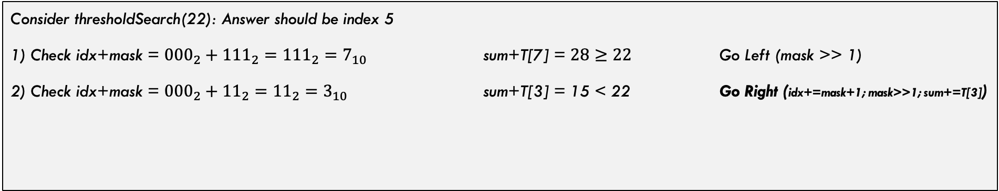 Consider thresholdSearch(22): Answer should be index 5
1) Check idx+mask = 000₂ + 111₂ = 111₂ = 7₁₀ sum+T[7] = 28 ≥ 22 Go Left (mask >> 1)
2) Check idx+mask = 000₂ + 11₂ = 11₂ = 3₁₀ sum+T[3] = 15 < 22 Go Right (idx+=mask+1; mask>>1; sum+=T[3])